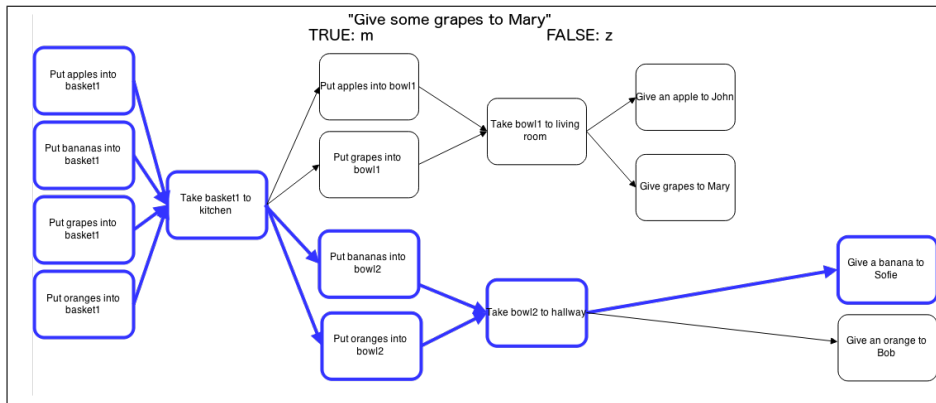 "Give some grapes to Mary"
TRUE: m FALSE: z
Put apples into
basket1
Put bananas into
basket1
Put grapes into
basket1
Put oranges into
basket1
Take basket1 to
kitchen
Put apples into bowl1
Put grapes into
bowl1
Put bananas into
bowl2
Put oranges into
bowl2
Take bowl1 to living
room
Take bowl2 to hallway
Give an apple to John
Give grapes to Mary
Give a banana to
Sofie
Give an orange to
Bob